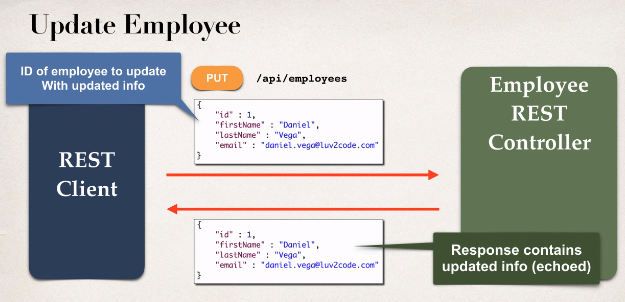 Update Employee
ID of employee to update
With updated info
PUT
/api/employees
{
"id" : 1,
"firstName" : "Daniel",
"lastName" : "Vega",
"email" : "daniel.vega@luv2code.com"
}
REST
Client
Employee
REST
Controller
{
"id" : 1,
"firstName" : "Daniel",
"lastName" : "Vega",
"email" : "daniel.vega@luv2code.com"
}
Response contains
updated info (echoed)